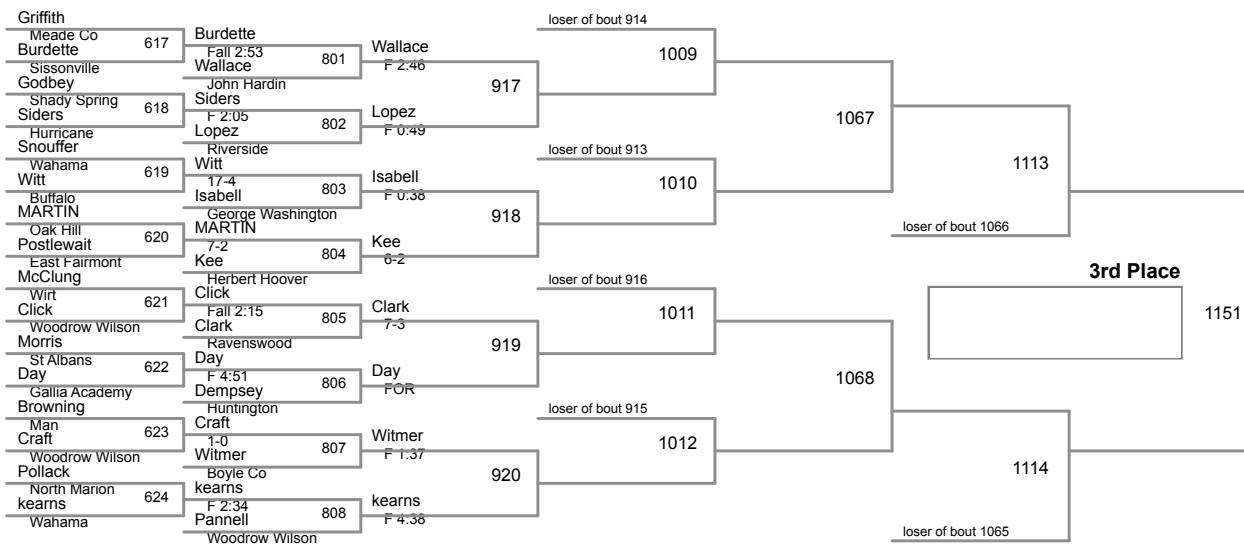 Griffith
Meade Co
617
Burdette
Sissonville
Godbey
Shady Spring
618
Siders
Hurricane
Snouffer
Wahama
619
Witt
Buffalo
MARTIN
Oak Hill
620
Postlewait
East Fairmont
McClung
Wirt
621
Click
Woodrow Wilson
Morris
St Albans
622
Day
Gallia Academy
Browning
Man
623
Craft
Woodrow Wilson
Pollack
North Marion
624
kearns
Wahama
Burdette
Fall 2:53
801
Wallace
John Hardin
Siders
F 2:05
802
Lopez
Riverside
Witt
17-4
803
Isabell
George Washington
MARTIN
7-2
804
Kee
Herbert Hoover
Click
Fall 2:15
805
Clark
Ravenswood
Day
F 4:51
806
Dempsey
Huntington
Craft
1-0
807
Witmer
Boyle Co
kearns
F 2:34
808
Pannell
Woodrow Wilson
Wallace
F 2:46
917
Lopez
F 0:49
Isabell
F 0:38
918
Kee
6-2
Clark
7-3
919
Day
FOR
Witmer
F 1:37
920
kearns
F 4:38
loser of bout 914
1009
loser of bout 913
1010
loser of bout 916
1011
loser of bout 915
1012
1067
1068
1113
loser of bout 1066
1114
loser of bout 1065
3rd Place
1151